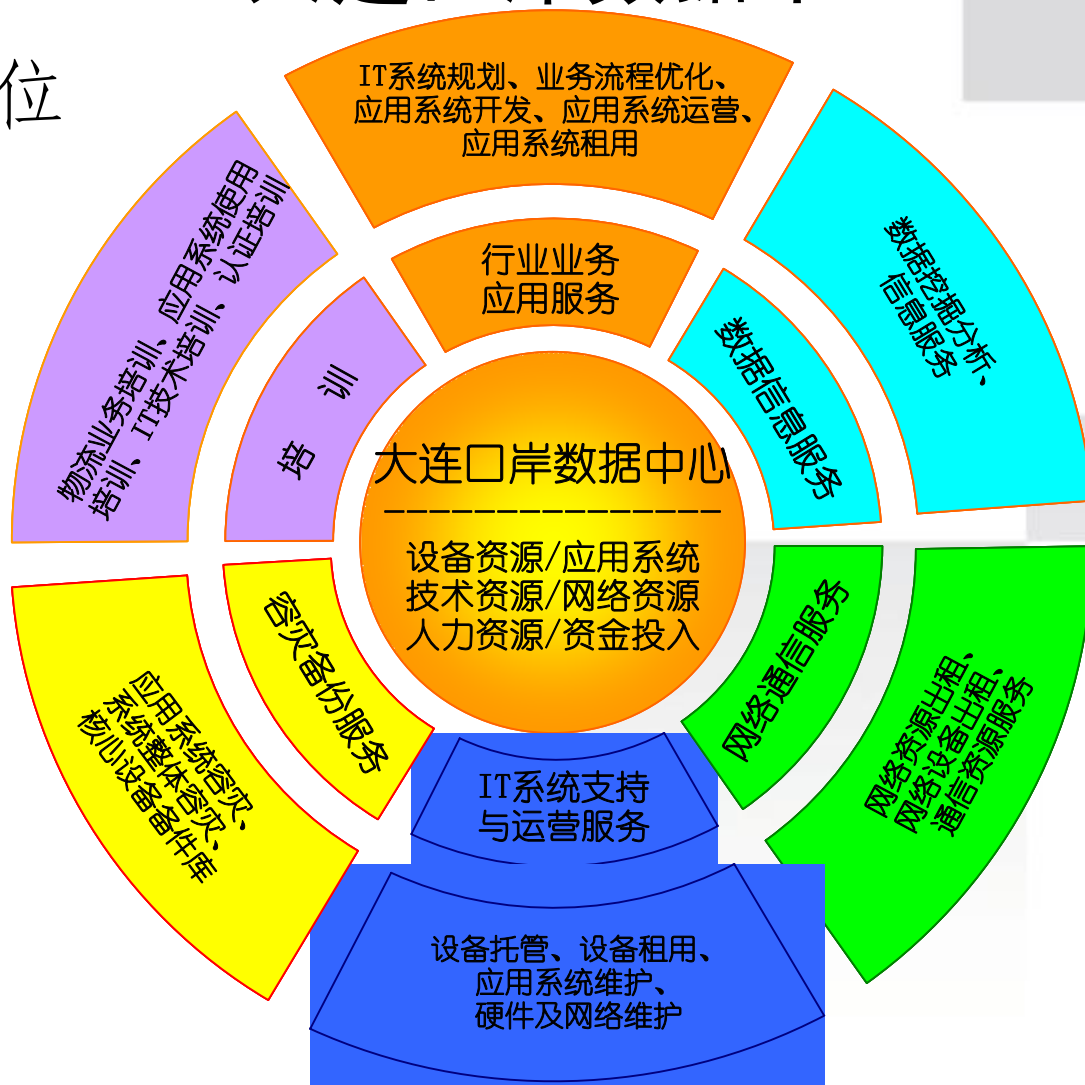 位
IT系统规划、业务流程优化、
应用系统开发、应用系统运营、
应用系统租用
行业业务
应用服务
数据挖掘分析、
信息服务
数据信息服务
物流业务培训、应用系统使用
培训、IT技术培训、认证培训
培 训
大连口岸数据中心
--------------
设备资源/应用系统
技术资源/网络资源
人力资源/资金投入
网络通信服务
网络资源出租、
网络设备出租、
通信资源服务
容灾备份服务
应用系统容灾、
系统整体容灾、
核心设备备件库
IT系统支持
与运营服务
设备托管、设备租用、
应用系统维护、
硬件及网络维护